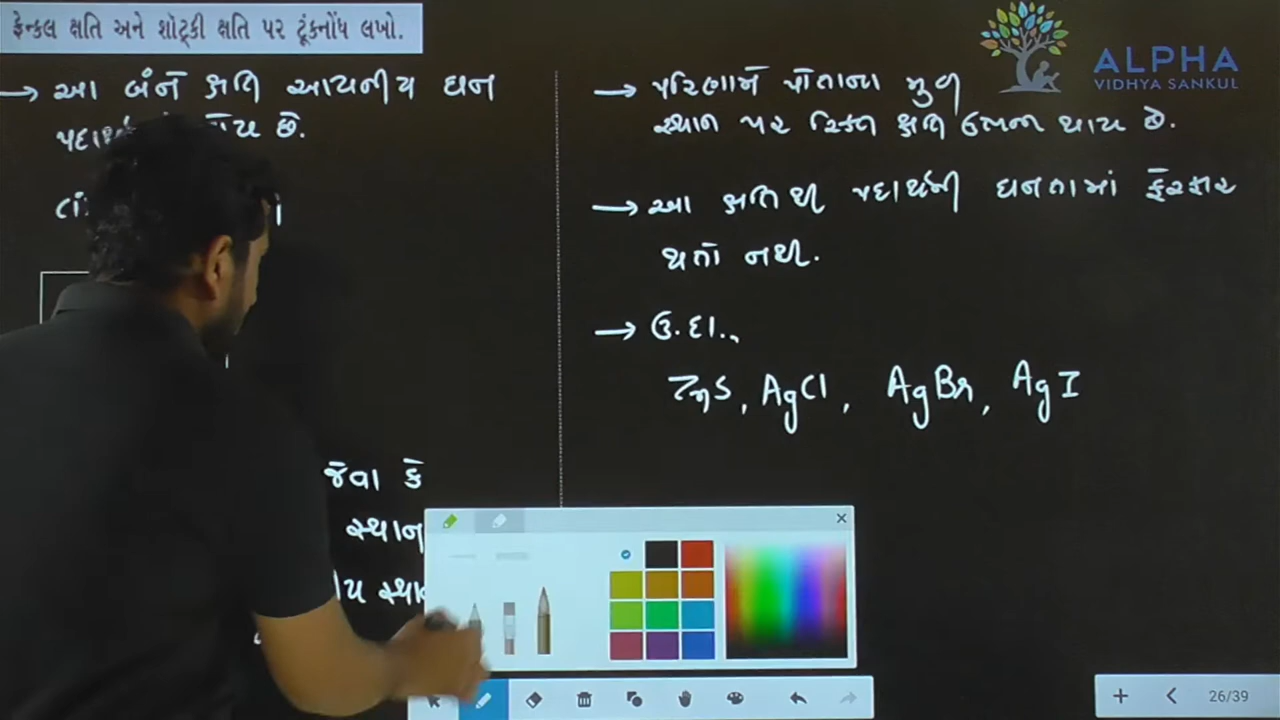 ફ્રેન્કલ ક્ષતિ અને શૉટ્કી ક્ષતિ પર ટૂંકનોંધ લખો.
→ આ બંને ક્ષતિ આયનીય ઘન
છે.
જેવા કે
સ્થાન
→ પરિણામે પોતાના મુળ
સ્થાન પર રિક્ત ક્ષતિ ઉત્પન્ન થાય છે.
→ આ ક્ષતિથી પદાર્થની ઘનતામાં ફેરફાર
થતો નથી.
→ ઉ.દા.,
ZnS, AgCl, AgBr, AgI
ALPHA
VIDHYA SANKUL
26/39